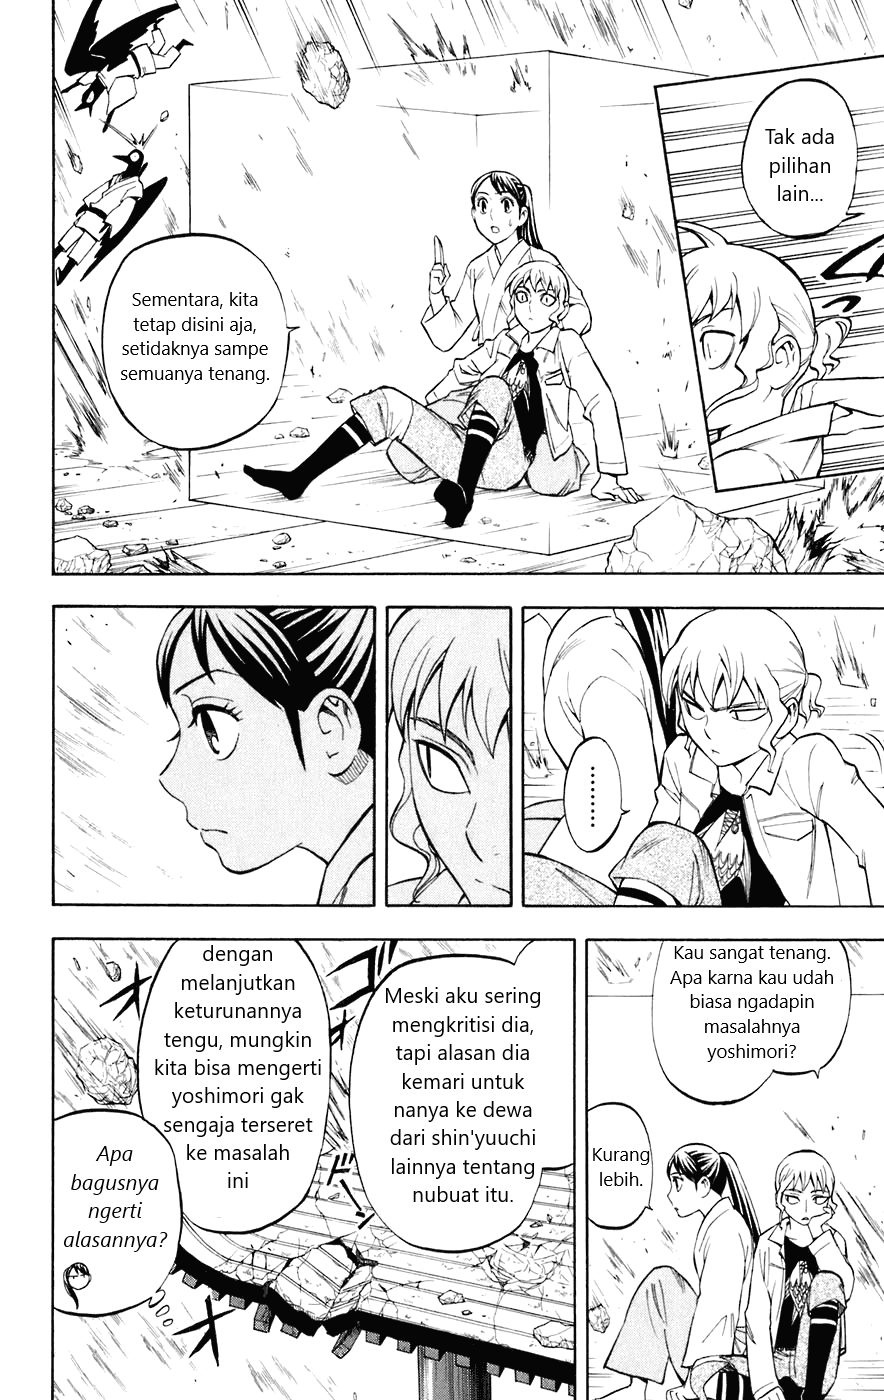 Tak ada
pilihan
lain...
Sementara, kita
tetap disini aja,
setidaknya sampe
semuanya tenang.
........
Kau sangat tenang.
Apa karna kau udah
biasa ngadapin
masalahnya
yoshimori?
Kurang
lebih.
Meski aku sering
mengkritisi dia,
tapi alasan dia
kemari untuk
nanya ke dewa
dari shin'yuuchi
lainnya tentang
nubuat itu.
dengan
melanjutkan
keturunannya
tengu, mungkin
kita bisa mengerti
yoshimori gak
sengaja terseret
ke masalah
ini
Apa
bagusnya
ngerti
alasannya?